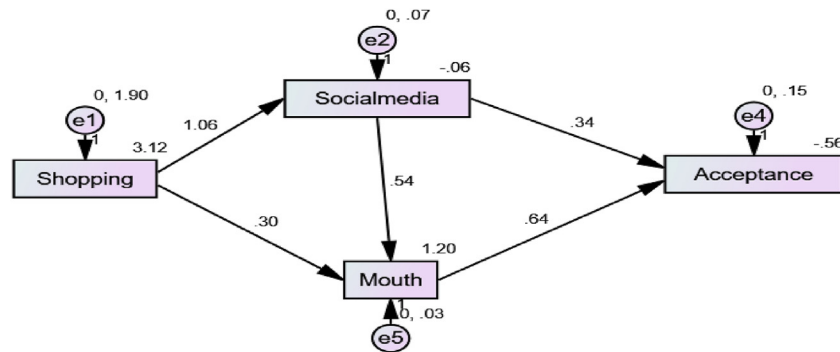 0, .07
e2
1
-.06
Socialmedia
0, 1.90
e1
1
3.12
Shopping
1.06
.34
0, .15
e4
1
-.56
Acceptance
.54
.30
.64
1.20
Mouth
1
0, .03
e5